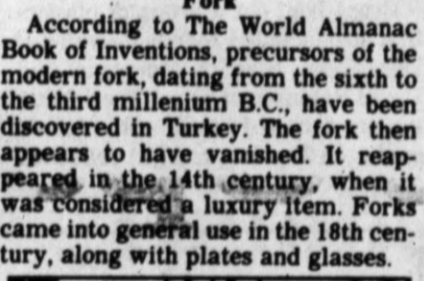 Fork
According to The World Almanac
Book of Inventions, precursors of the
modern fork, dating from the sixth to
the third millenium B.C., have been
discovered in Turkey. The fork then
appears to have vanished. It reap-
peared in the 14th century, when it
was considered a luxury item. Forks
came into general use in the 18th cen-
tury, along with plates and glasses.